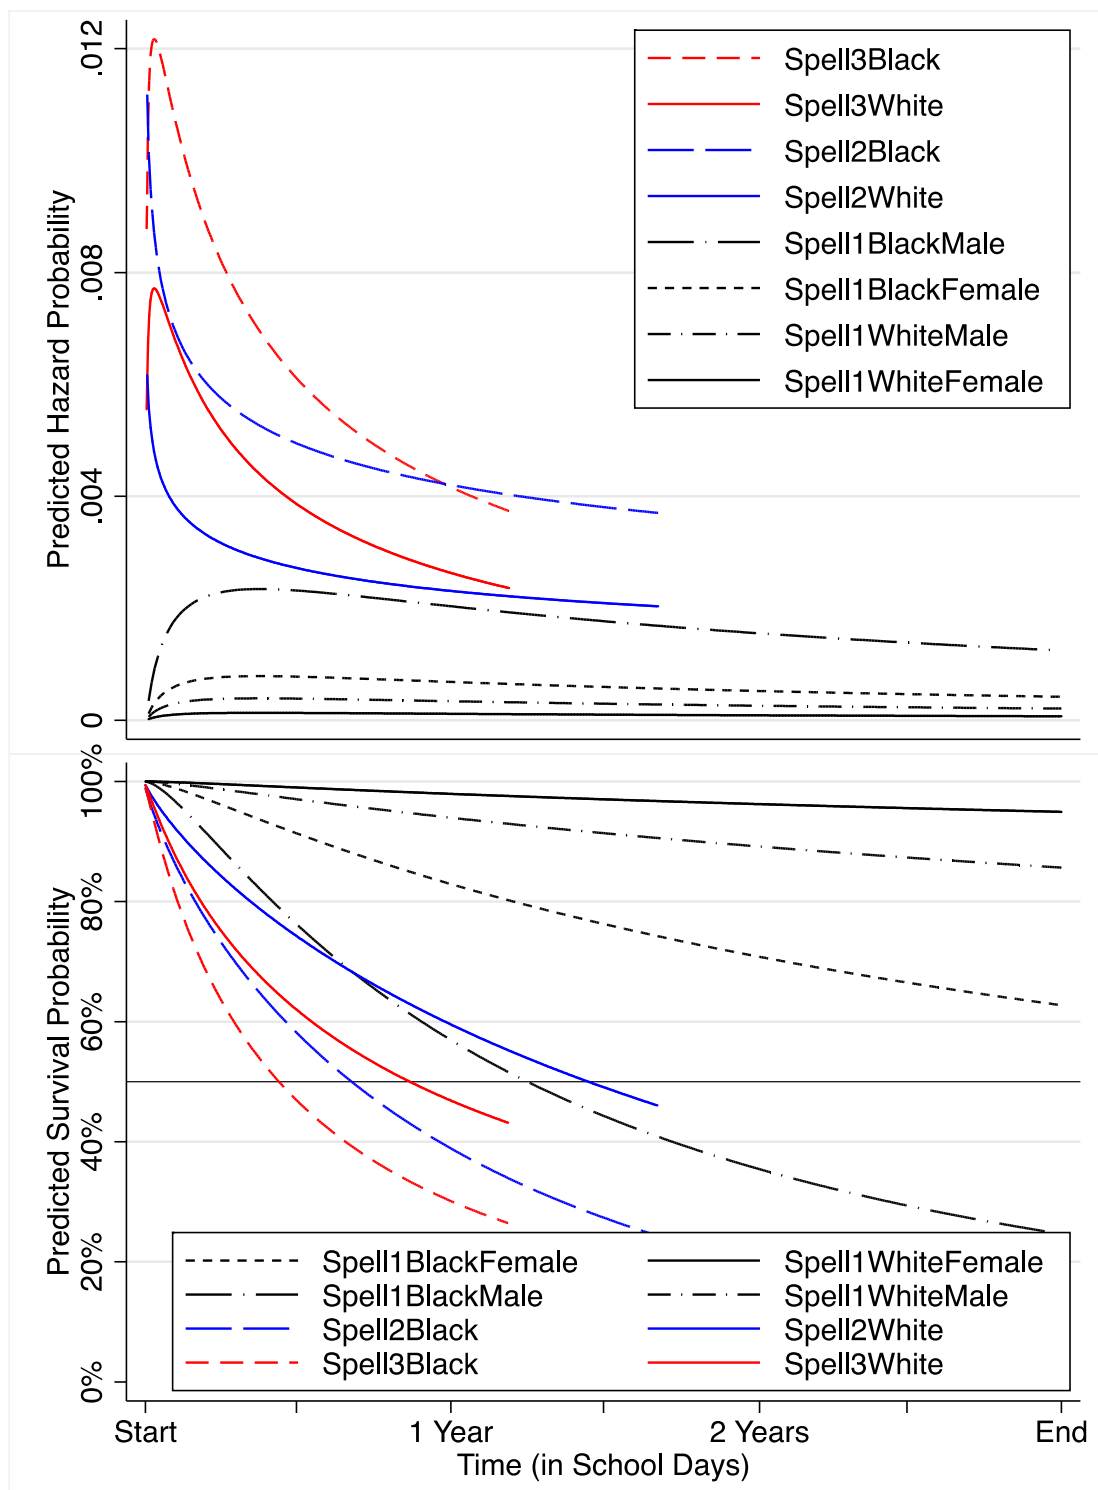 Predicted Hazard Probability
.012
.008
.004
0
Spell3Black
Spell3White
Spell2Black
Spell2White
Spell1BlackMale
Spell1BlackFemale
Spell1WhiteMale
Spell1WhiteFemale
Predicted Survival Probability
100%
80%
60%
40%
20%
0%
Spell1BlackFemale Spell1WhiteFemale
Spell1BlackMale Spell1WhiteMale
Spell2Black Spell2White
Spell3Black Spell3White
Start 1 Year 2 Years End
Time (in School Days)